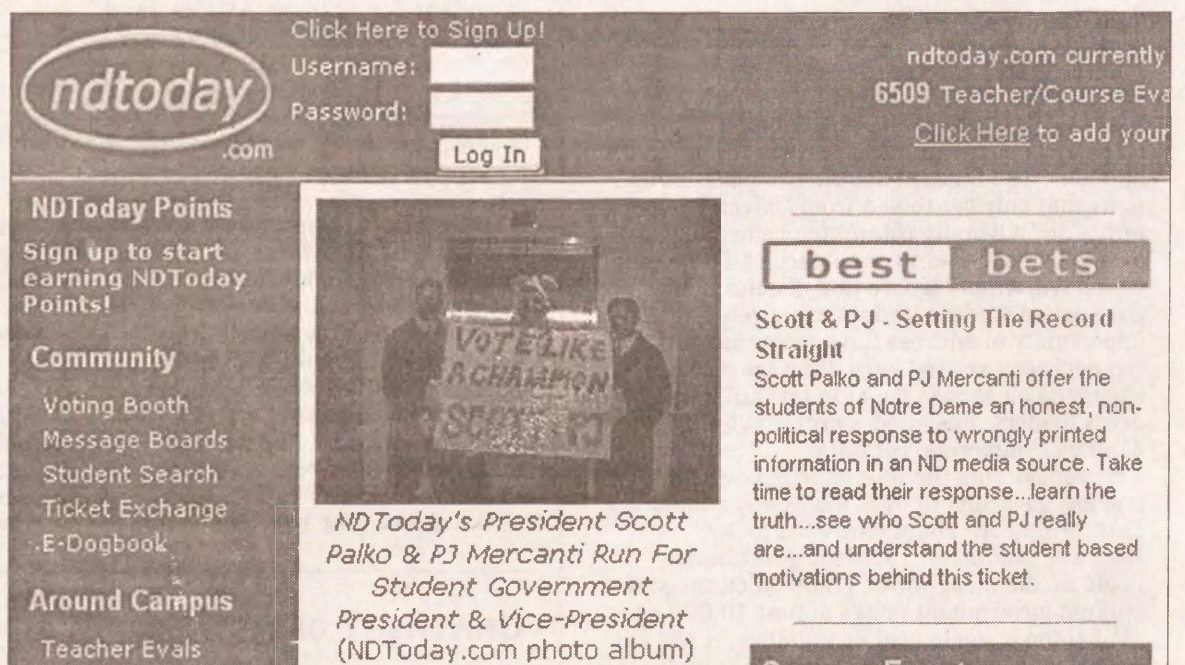 ndtoday
.com
Click Here to Sign Up!
Username:
Password:
Log In
ndtoday.com currently
6509 Teacher/Course Eva
Click Here to add your
NDToday Points
Sign up to start
earning NDToday
Points!
Community
Voting Booth
Message Boards
Student Search
Ticket Exchange
E-Dogbook
Around Campus
Teacher Evals
VOTE LIKE
A CHAMPION
SCOTT & PJ
NDToday's President Scott
Palko & PJ Mercanti Run For
Student Government
President & Vice-President
(NDToday.com photo album)
best bets
Scott & PJ - Setting The Record
Straight
Scott Palko and PJ Mercanti offer the
students of Notre Dame an honest, non-
political response to wrongly printed
information in an ND media source. Take
time to read their response...learn the
truth...see who Scott and PJ really
are...and understand the student based
motivations behind this ticket.